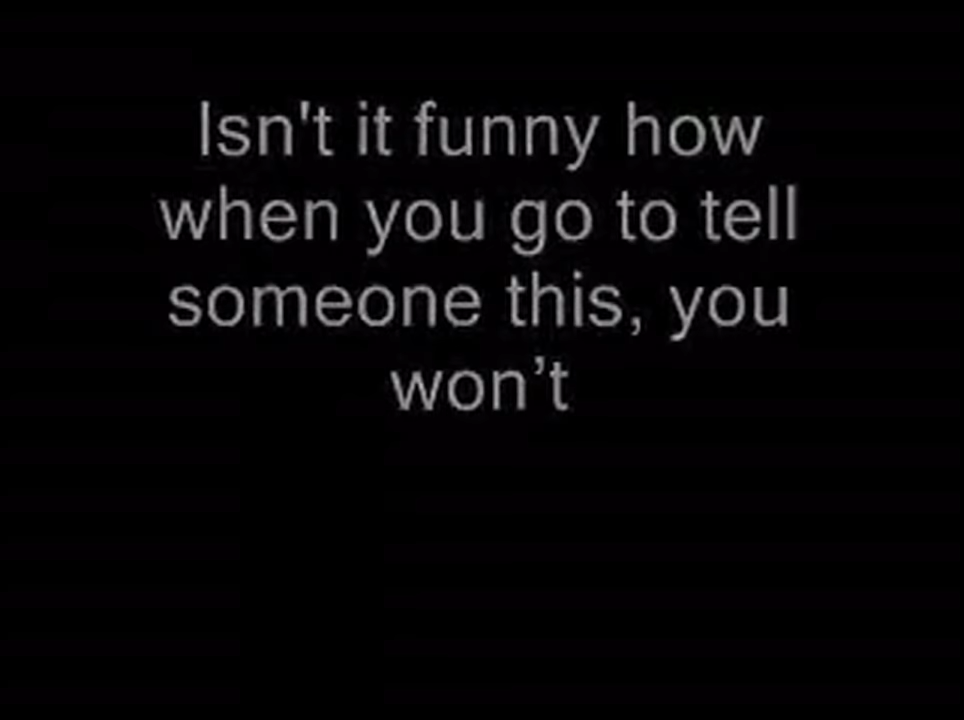 Isn't it funny how
when you go to tell
someone this, you
won’t